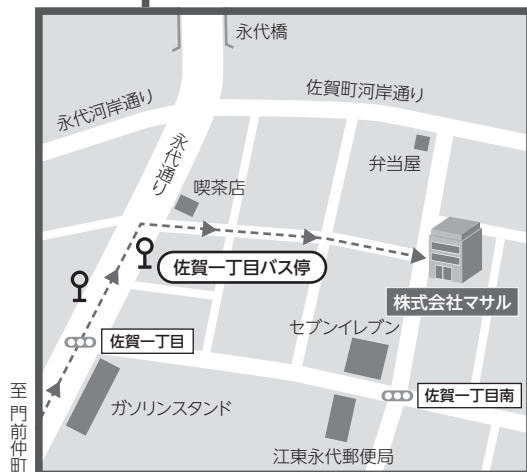 永代橋
佐賀町河岸通り
永代河岸通り
永代通り
弁当屋
喫茶店
佐賀一丁目バス停
株式会社マサル
セブンイレブン
佐賀一丁目
佐賀一丁目南
ガソリンスタンド
江東永代郵便局
至門前仲町